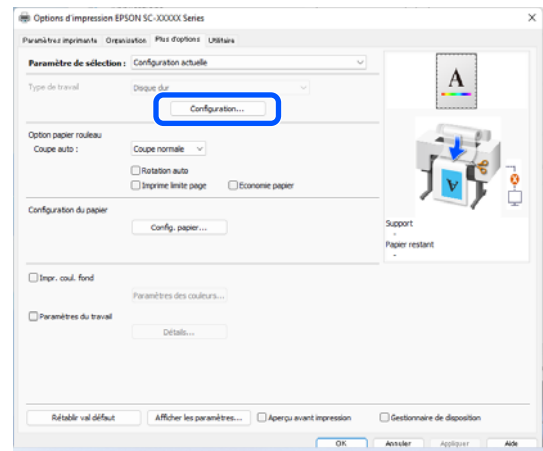 Options d'impression EPSON SC-XXXXX Series
Paramètres imprimante Organisation Plus d'options Utilitaire
Paramètre de sélection : Configuration actuelle
Type de travail Disque dur
Configuration...
Option papier rouleau
Coupe auto : Coupe normale
Rotation auto
Imprime limite page Economie papier
Configuration du papier
Config. papier...
Impr. coul. fond
Paramètres des couleurs...
Paramètres du travail
Détails...
A
Support
-
Papier restant
-
Rétablir val défaut Afficher les paramètres... Aperçu avant impression Gestionnaire de disposition
OK Annuler Appliquer Aide